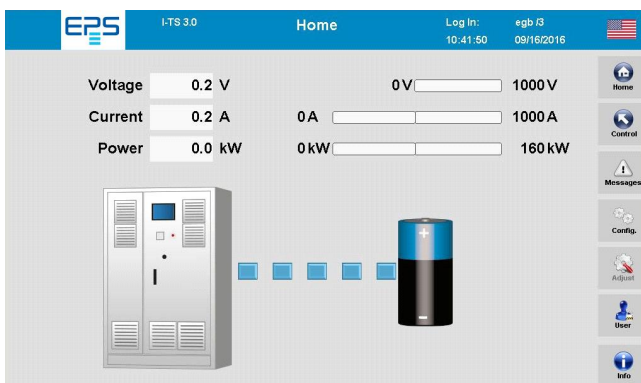 EPS
I-TS 3.0
Home
Log In: egb /3
10:41:50 09/16/2016
Voltage 0.2 V 0 V 1000 V
Current 0.2 A 0 A 1000 A
Power 0.0 kW 0 kW 160 kW
Home
Control
Messages
Config.
Adjust
User
Info